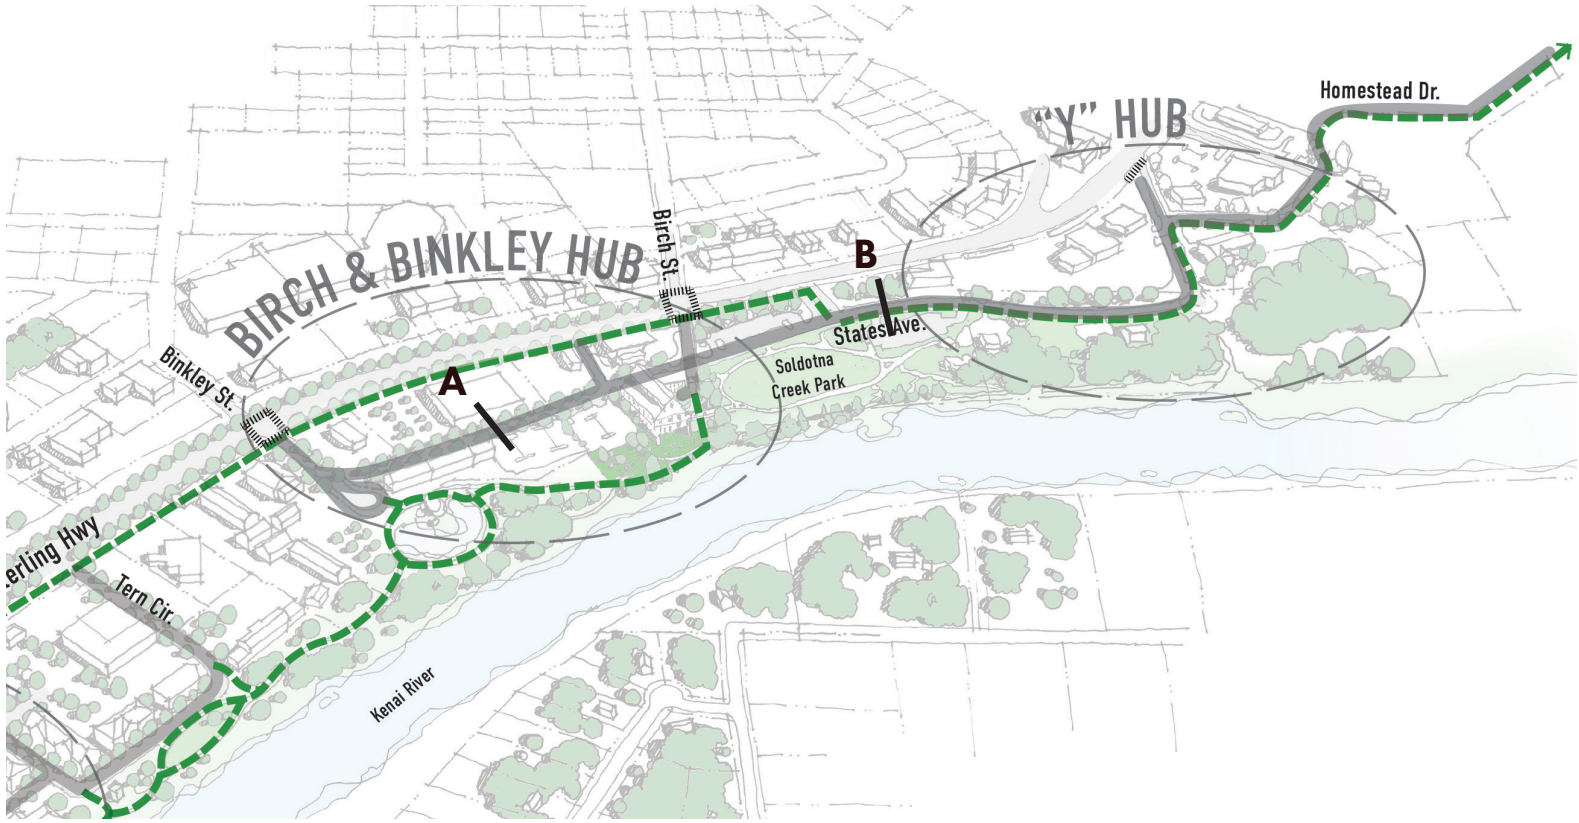 Homestead Dr.
"Y" HUB
Birch St.
BIRCH & BINKLEY HUB
B
States Ave.
Binkley St.
A
Soldotna
Creek Park
erling Hwy
Tern Cir.
Kenai River